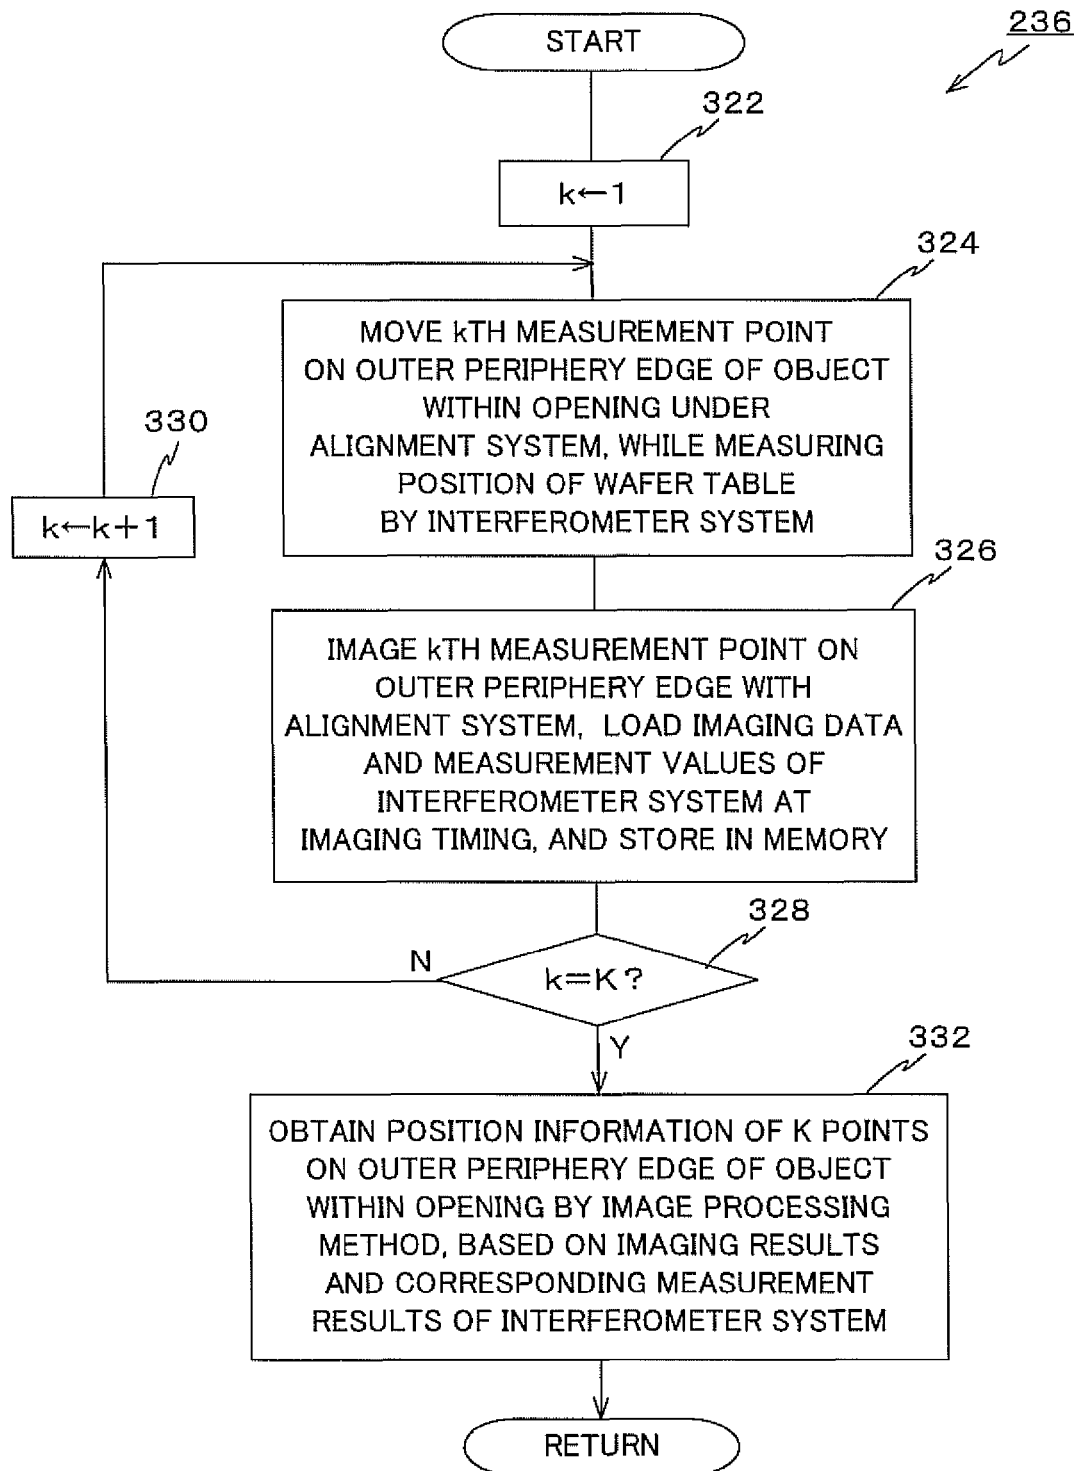 236
START
322
k←1
324
MOVE kTH MEASUREMENT POINT
ON OUTER PERIPHERY EDGE OF OBJECT
WITHIN OPENING UNDER
ALIGNMENT SYSTEM, WHILE MEASURING
POSITION OF WAFER TABLE
BY INTERFEROMETER SYSTEM
330
k←k+1
326
IMAGE kTH MEASUREMENT POINT ON
OUTER PERIPHERY EDGE WITH
ALIGNMENT SYSTEM, LOAD IMAGING DATA
AND MEASUREMENT VALUES OF
INTERFEROMETER SYSTEM AT
IMAGING TIMING, AND STORE IN MEMORY
328
N
k=K?
Y
332
OBTAIN POSITION INFORMATION OF K POINTS
ON OUTER PERIPHERY EDGE OF OBJECT
WITHIN OPENING BY IMAGE PROCESSING
METHOD, BASED ON IMAGING RESULTS
AND CORRESPONDING MEASUREMENT
RESULTS OF INTERFEROMETER SYSTEM
RETURN